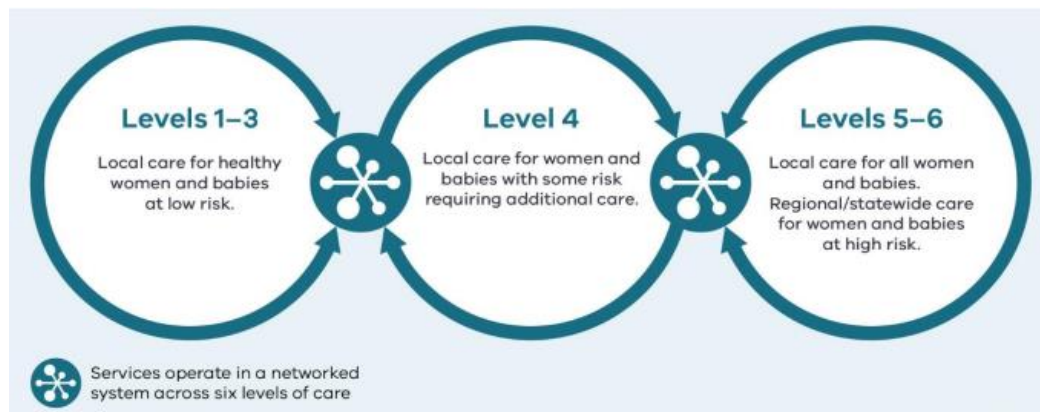 Levels 1–3
Local care for healthy
women and babies
at low risk.
Level 4
Local care for women and
babies with some risk
requiring additional care.
Levels 5–6
Local care for all women
and babies.
Regional/statewide care
for women and babies
at high risk.
Services operate in a networked
system across six levels of care